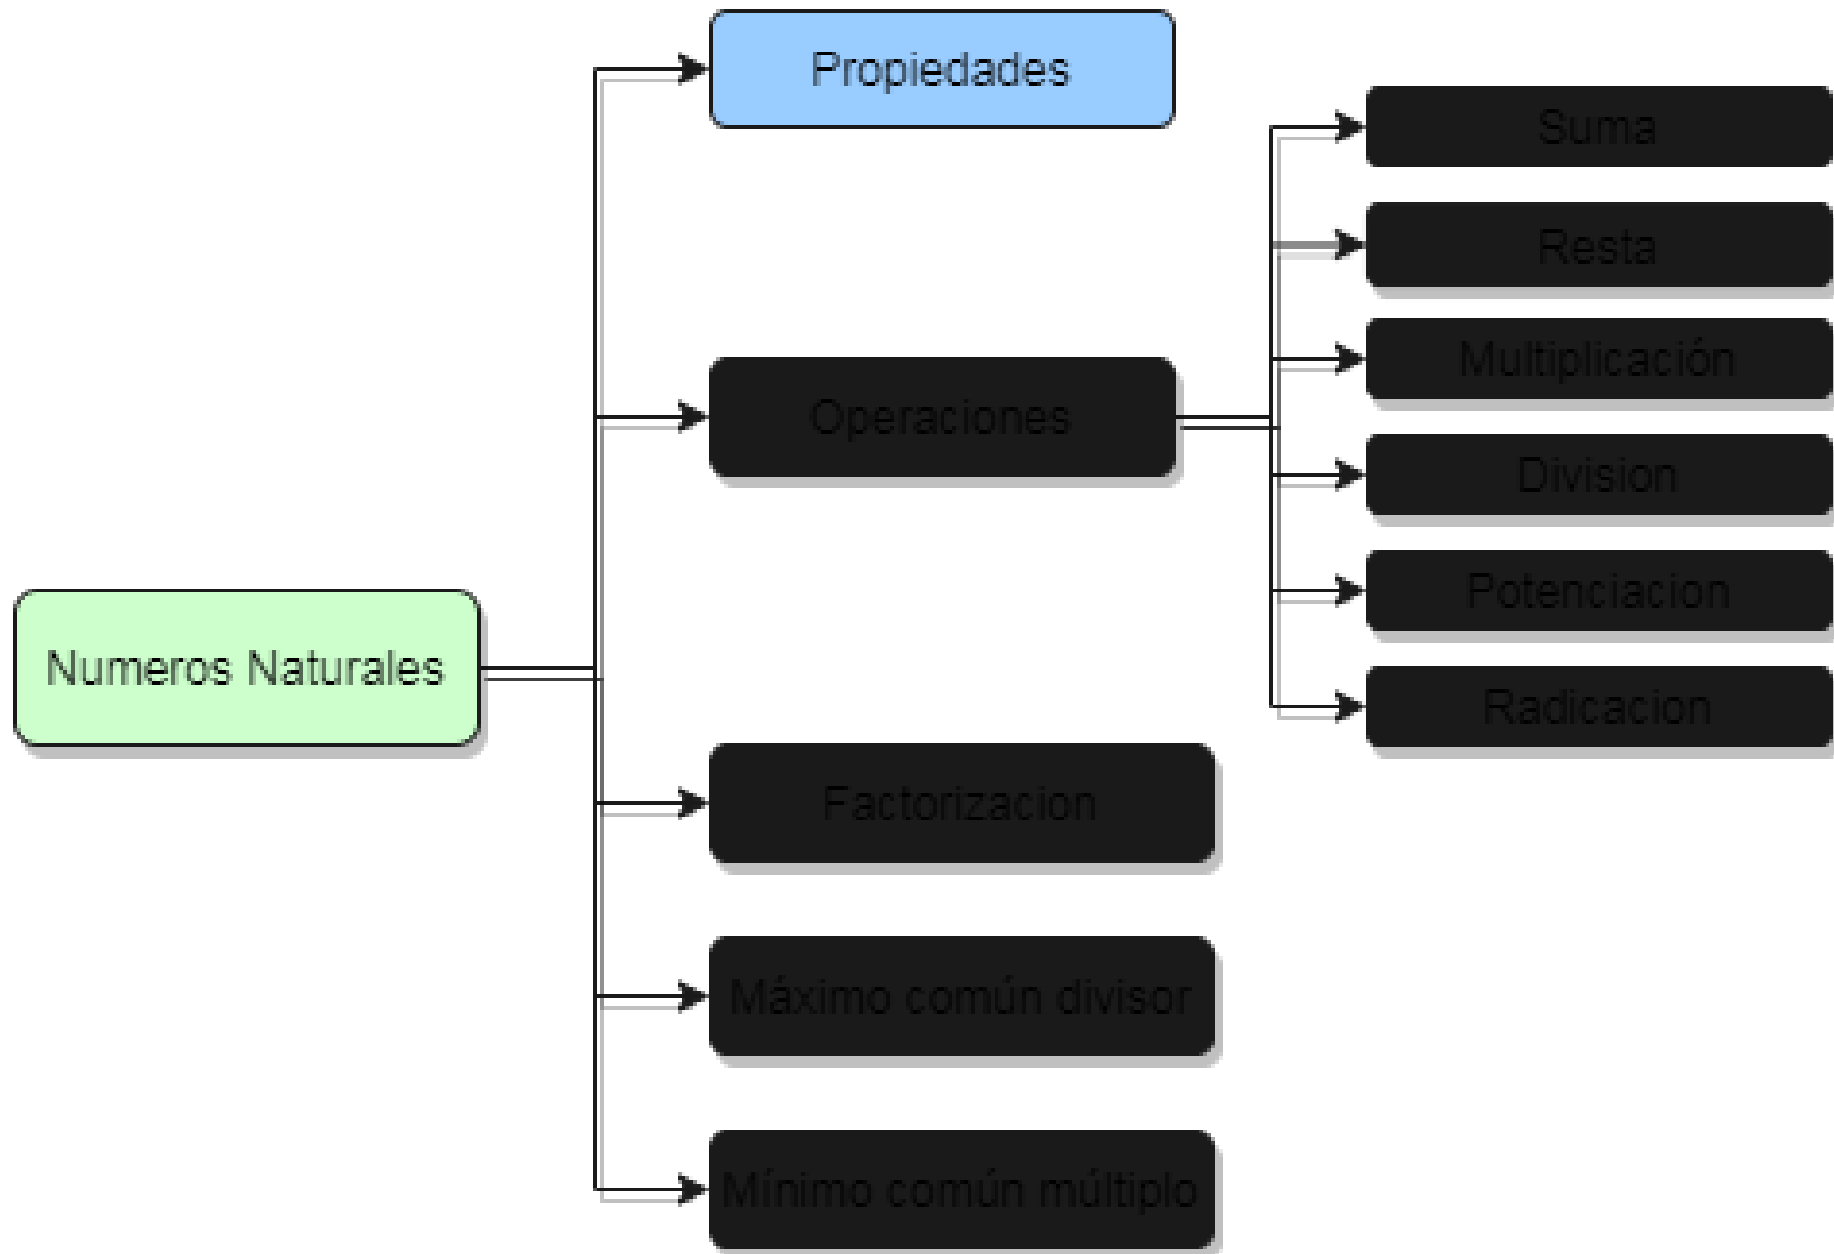 Propiedades
Suma
Resta
Multiplicación
Operaciones
Division
Potenciacion
Numeros Naturales
Radicacion
Factorizacion
Máximo común divisor
Mínimo común múltiplo